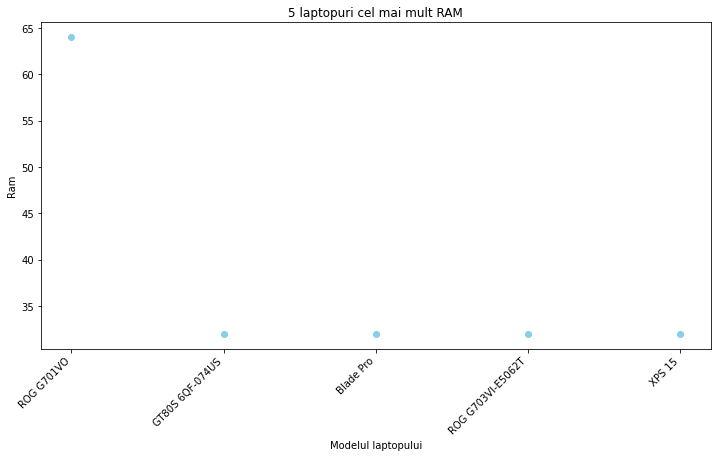 5 laptopuri cel mai mult RAM
65
60
55
50
45
40
35
Ram
ROG G701VO
GT80S 6QF-074US
Blade Pro
ROG G703VI-E5062T
XPS 15
Modelul laptopului